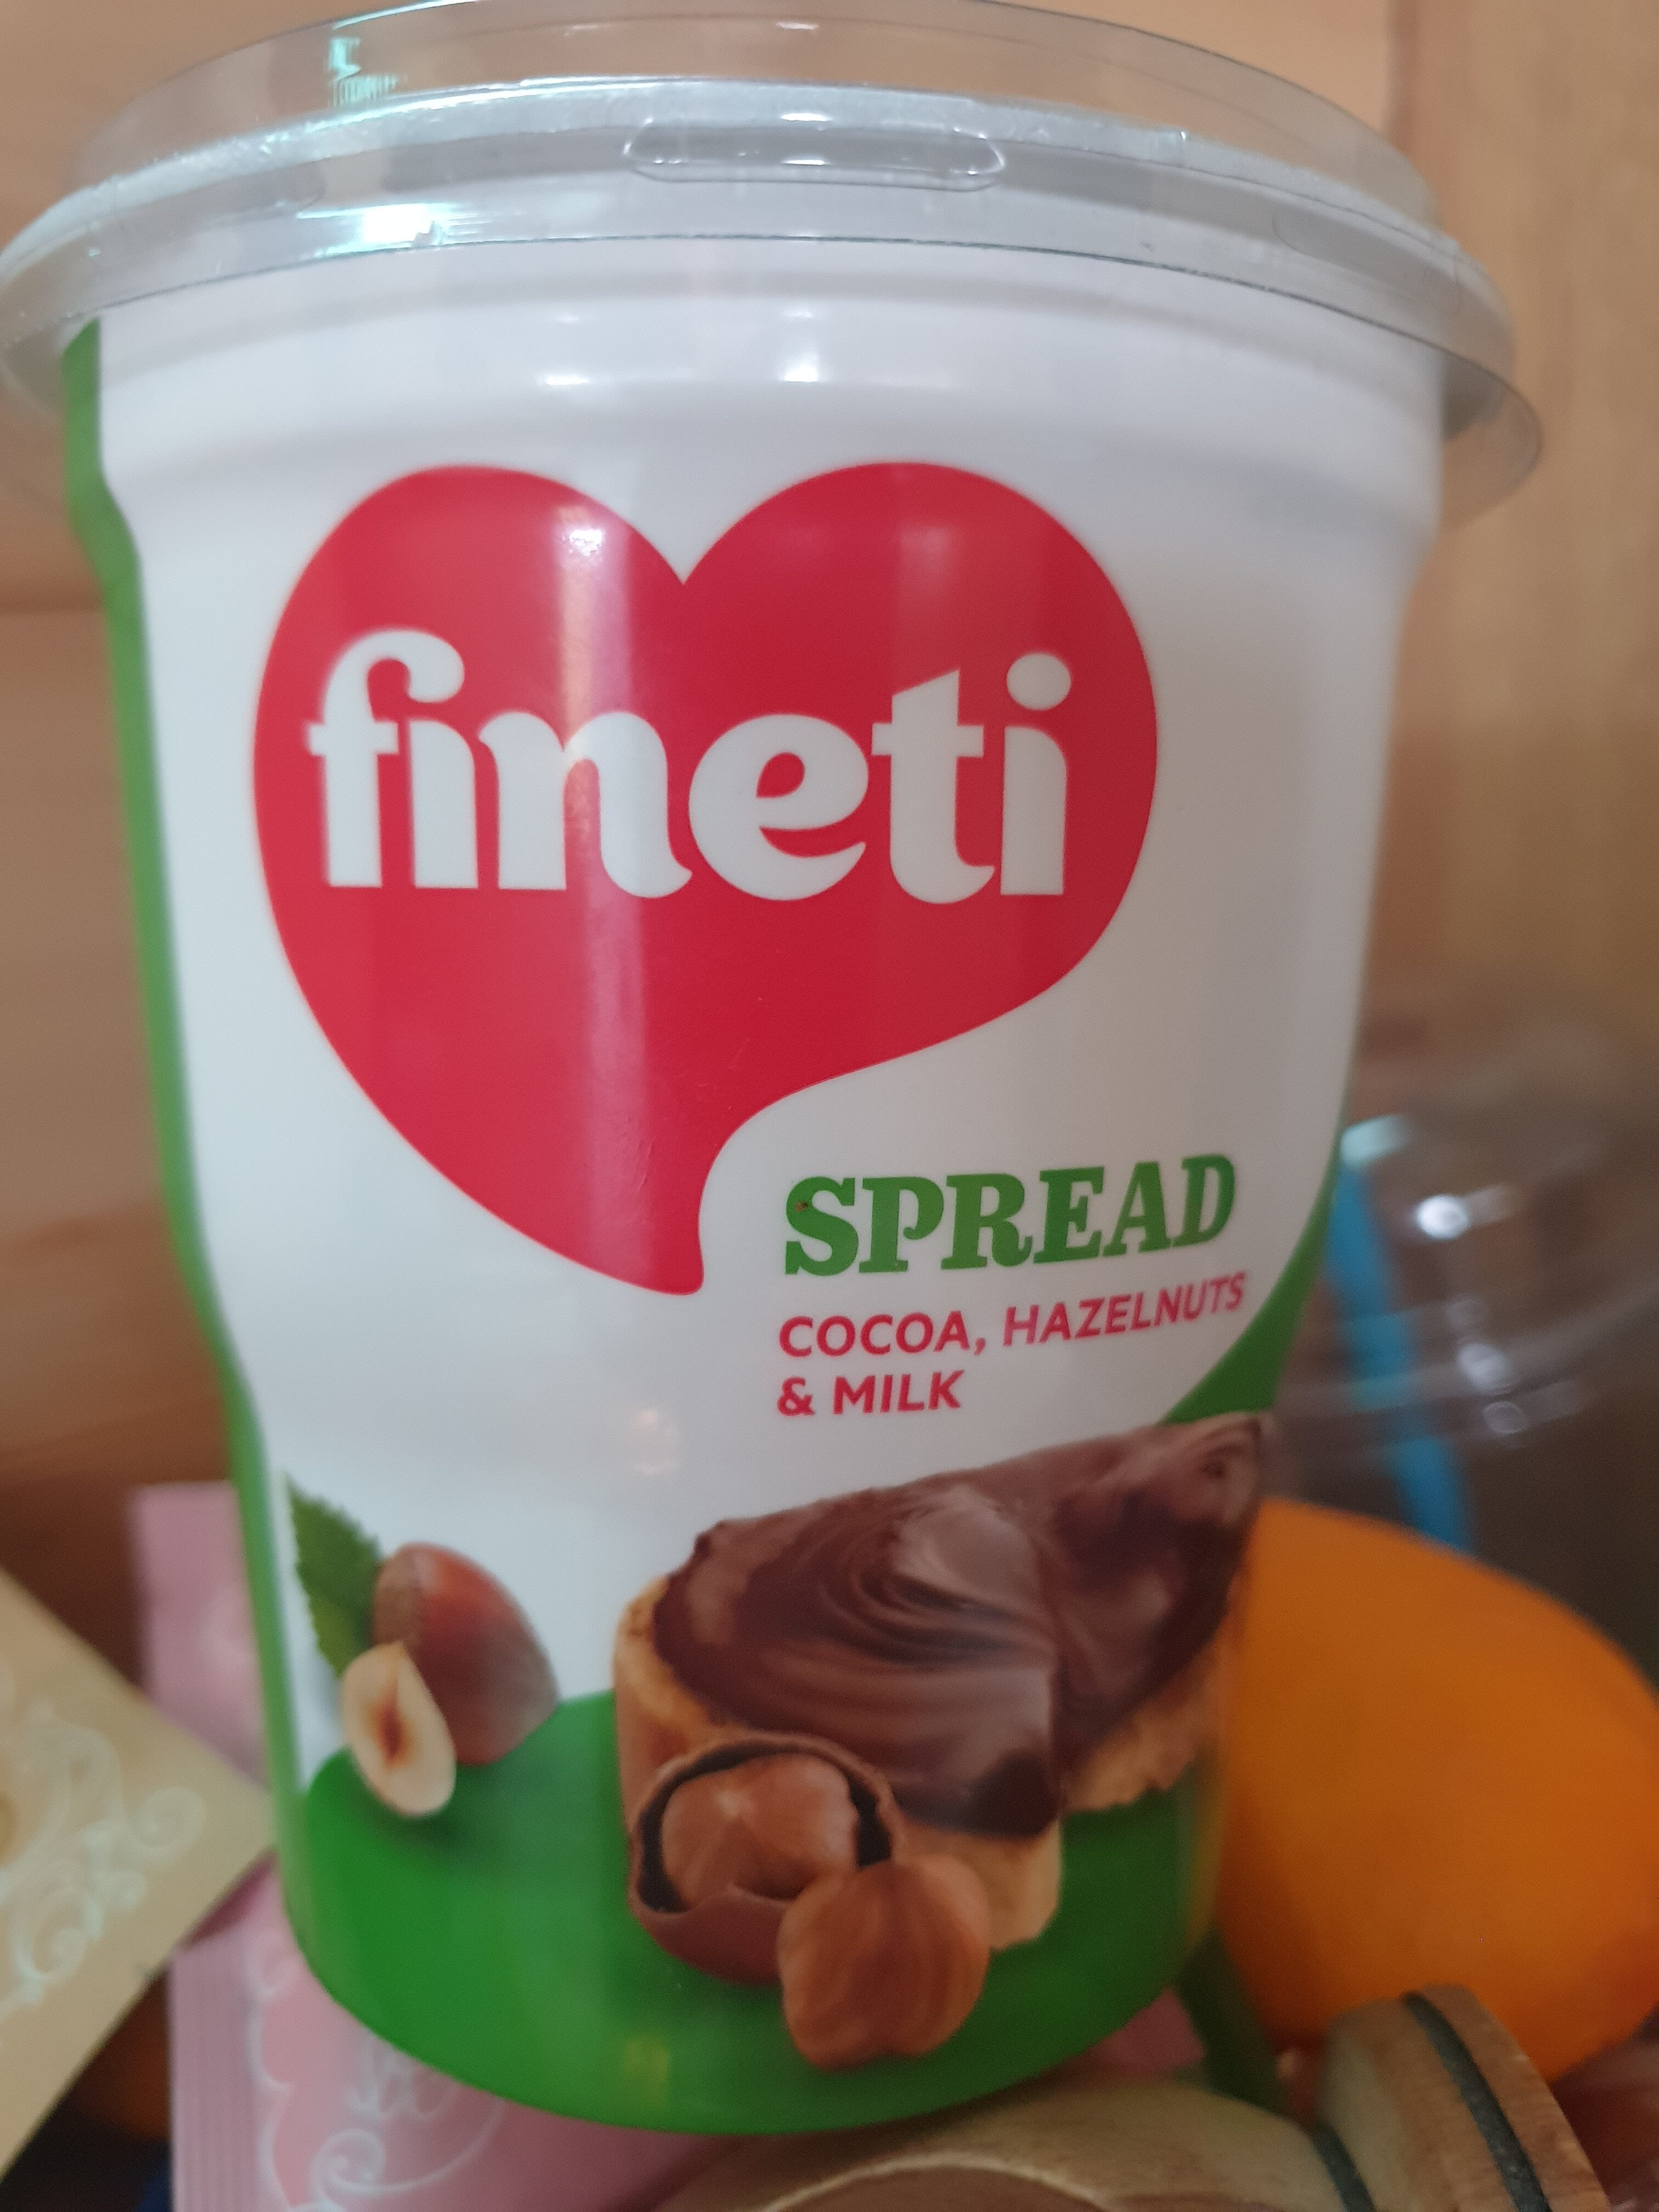 fineti
SPREAD
COCOA, HAZELNUTS
& MILK